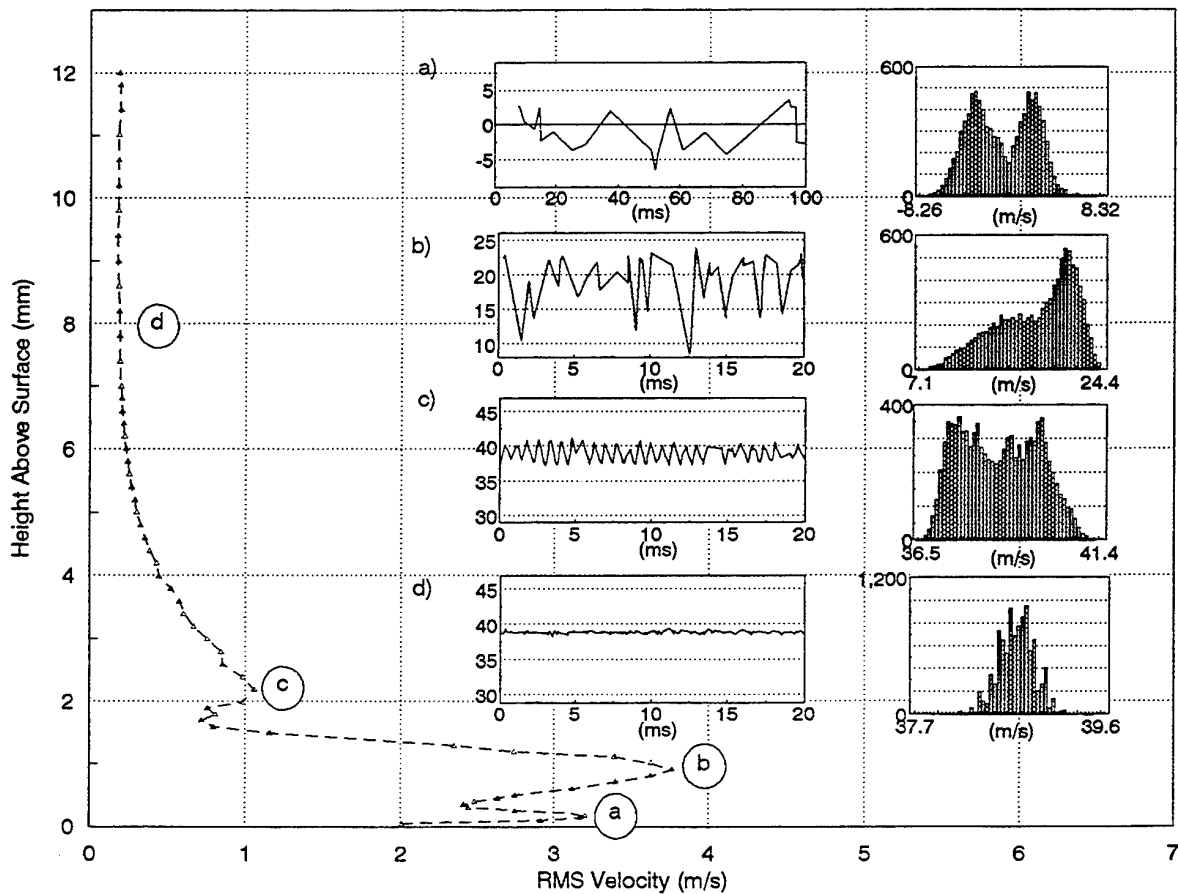 a)
5
0
-5
0 20 40 60 80 100
(ms)
600
0
-8.26 8.32
(m/s)
b)
25
20
15
10
0 5 10 15 20
(ms)
600
0
7.1 24.4
(m/s)
c)
45
40
35
30
0 5 10 15 20
(ms)
400
0
36.5 41.4
(m/s)
d)
45
40
35
30
0 5 10 15 20
(ms)
1,200
0
37.7 39.6
(m/s)
d
c
b
a
Height Above Surface (mm)
12
10
8
6
4
2
0
0 1 2 3 4 5 6 7
RMS Velocity (m/s)